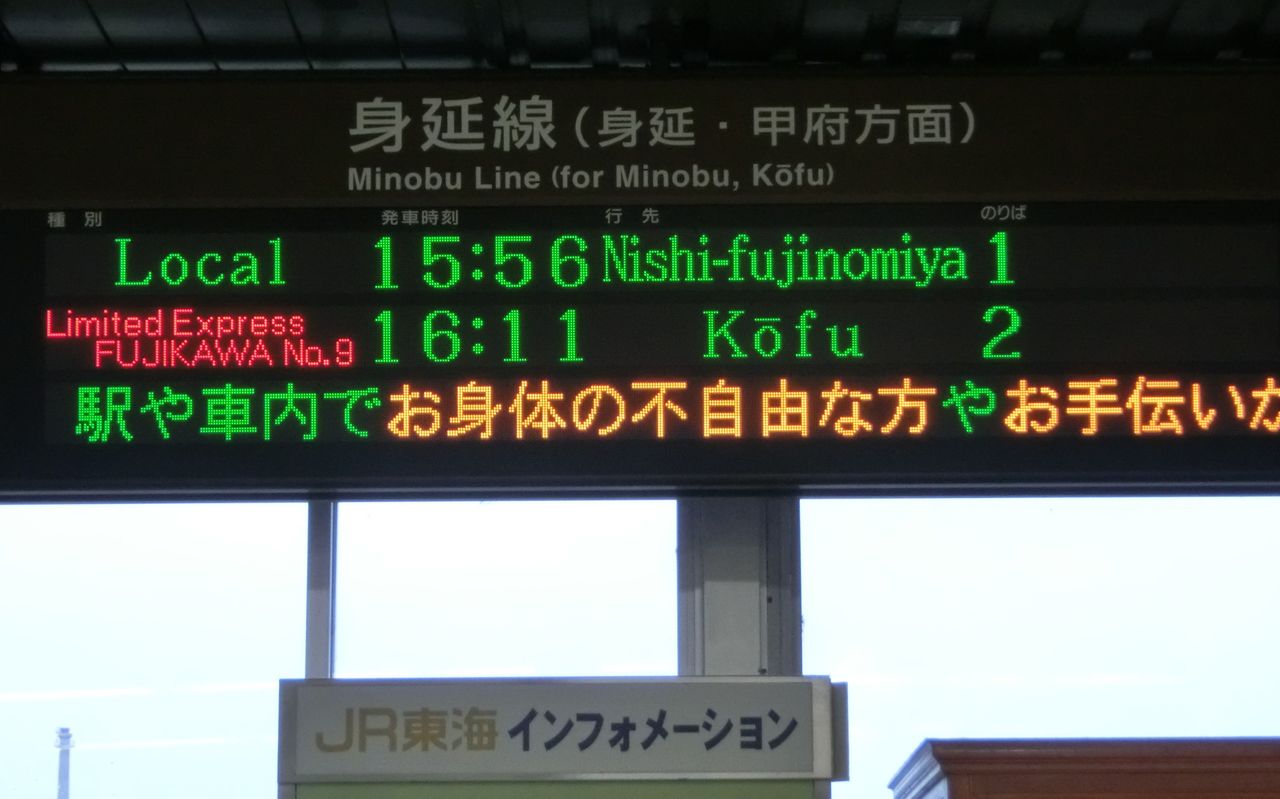 身延線(身延・甲府方面)
Minobu Line (for Minobu, Kōfu)
種別 発車時刻 行先 のりば
Local 15:56 Nishi-fujinomiya 1
Limited Express FUJIKAWA No.9 16:11 Kōfu 2
駅や車内でお身体の不自由な方やお手伝いが
JR東海 インフォメーション